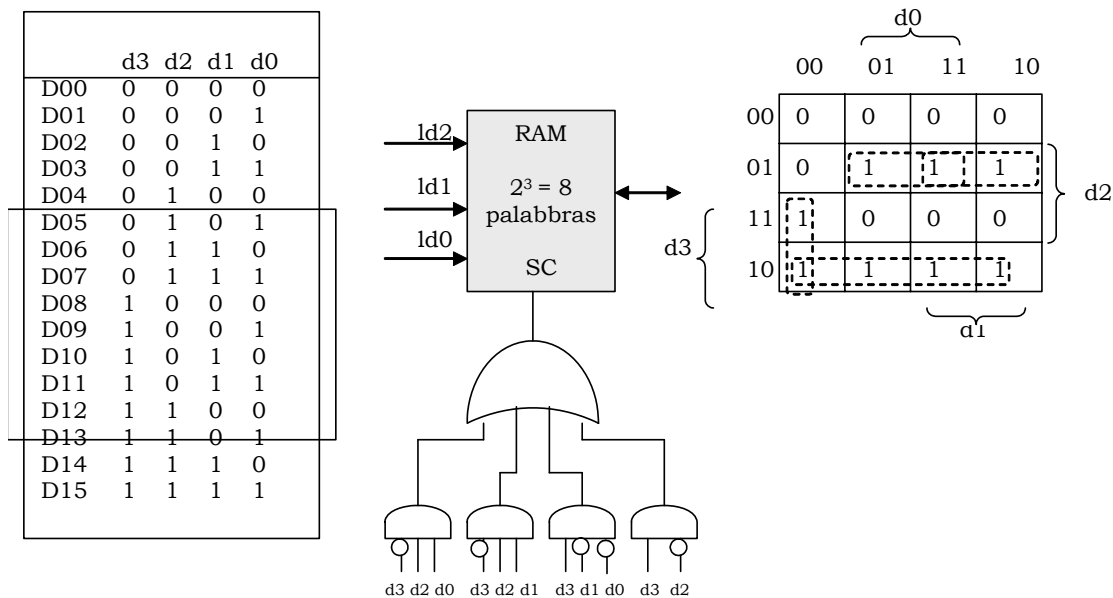 d3 d2 d1 d0
D00 0 0 0 0
D01 0 0 0 1
D02 0 0 1 0
D03 0 0 1 1
D04 0 1 0 0
D05 0 1 0 1
D06 0 1 1 0
D07 0 1 1 1
D08 1 0 0 0
D09 1 0 0 1
D10 1 0 1 0
D11 1 0 1 1
D12 1 1 0 0
D13 1 1 0 1
D14 1 1 1 0
D15 1 1 1 1
ld2
ld1
ld0
RAM
2³ = 8
palabbras
SC
d3 d2 d0
d3 d2 d1
d3 d1 d0
d3 d2
d0
00 01 11 10
00 0 0 0 0
01 0 1 1 1
11 1 0 0 0
10 1 1 1 1
d2
d3
d1